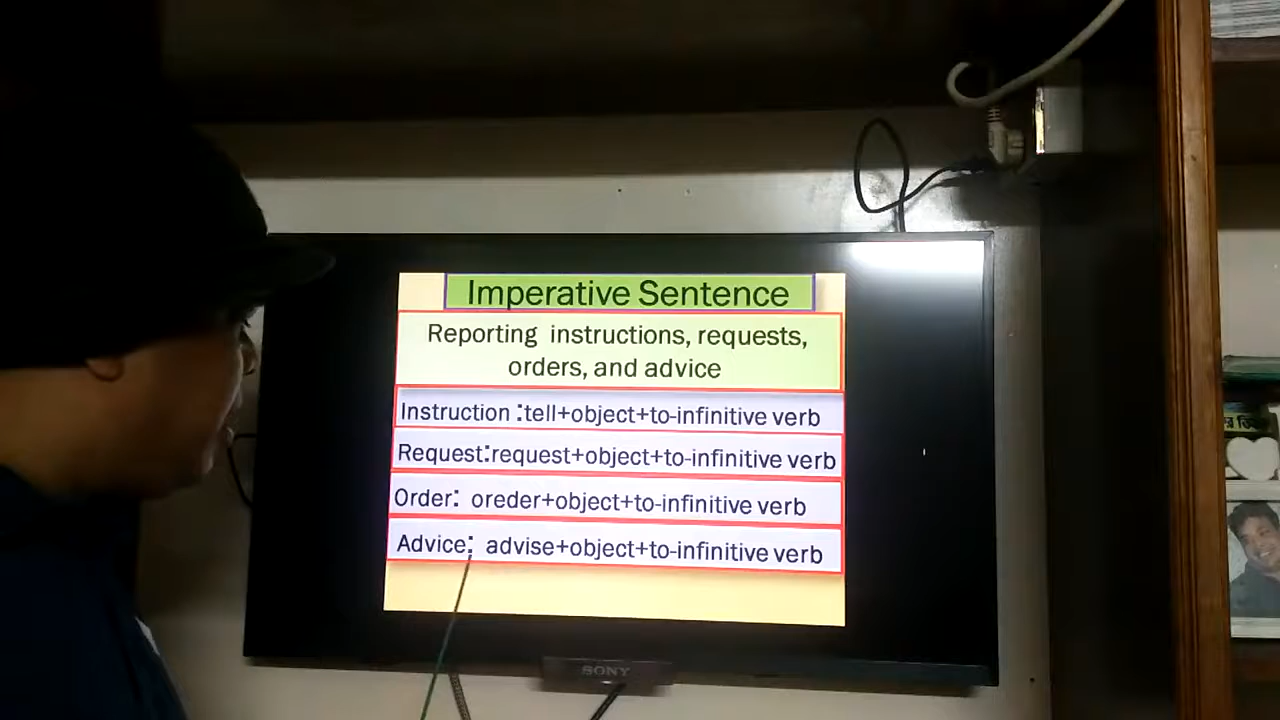 Imperative Sentence
Reporting instructions, requests,
orders, and advice
Instruction :tell+object+to-infinitive verb
Request:request+object+to-infinitive verb
Order: oreder+object+to-infinitive verb
Advice: advise+object+to-infinitive verb
SONY